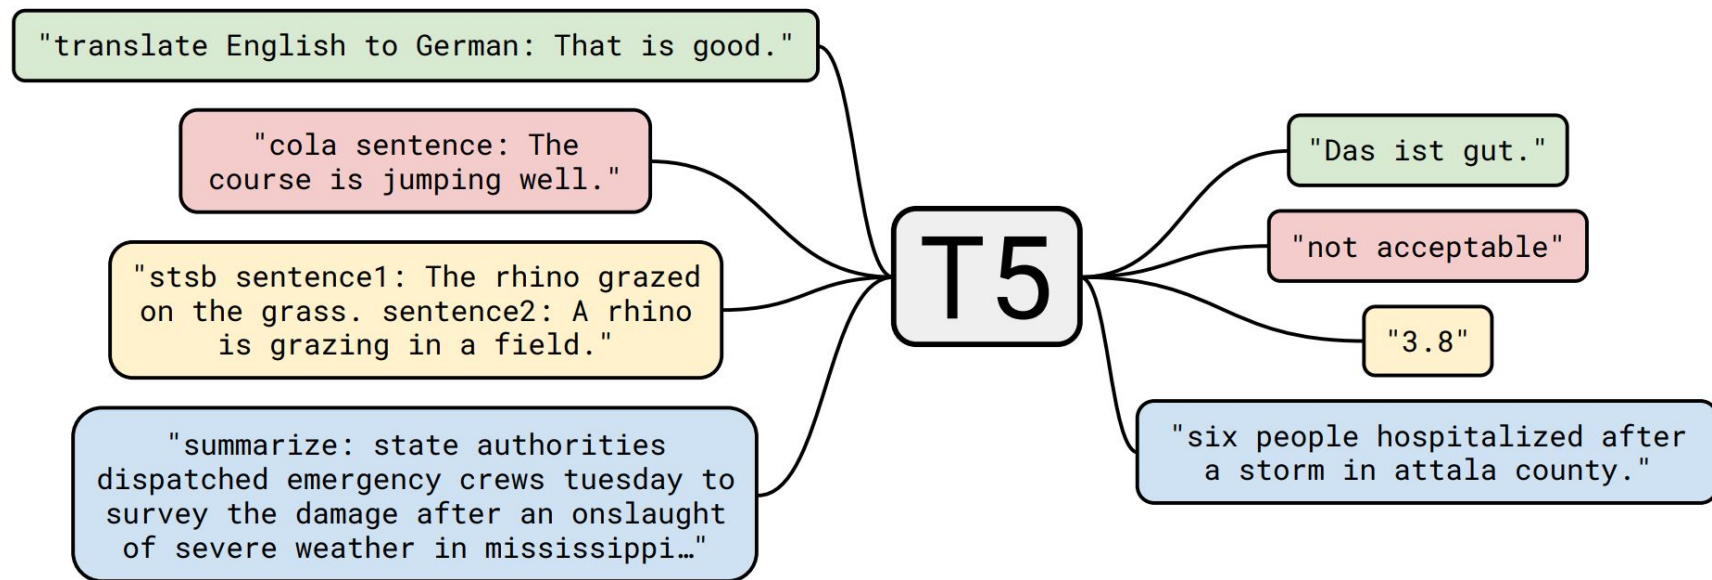 "translate English to German: That is good."
"cola sentence: The
course is jumping well."
"stsb sentence1: The rhino grazed
on the grass. sentence2: A rhino
is grazing in a field."
"summarize: state authorities
dispatched emergency crews tuesday to
survey the damage after an onslaught
of severe weather in mississippi…"
T5
"Das ist gut."
"not acceptable"
"3.8"
"six people hospitalized after
a storm in attala county."